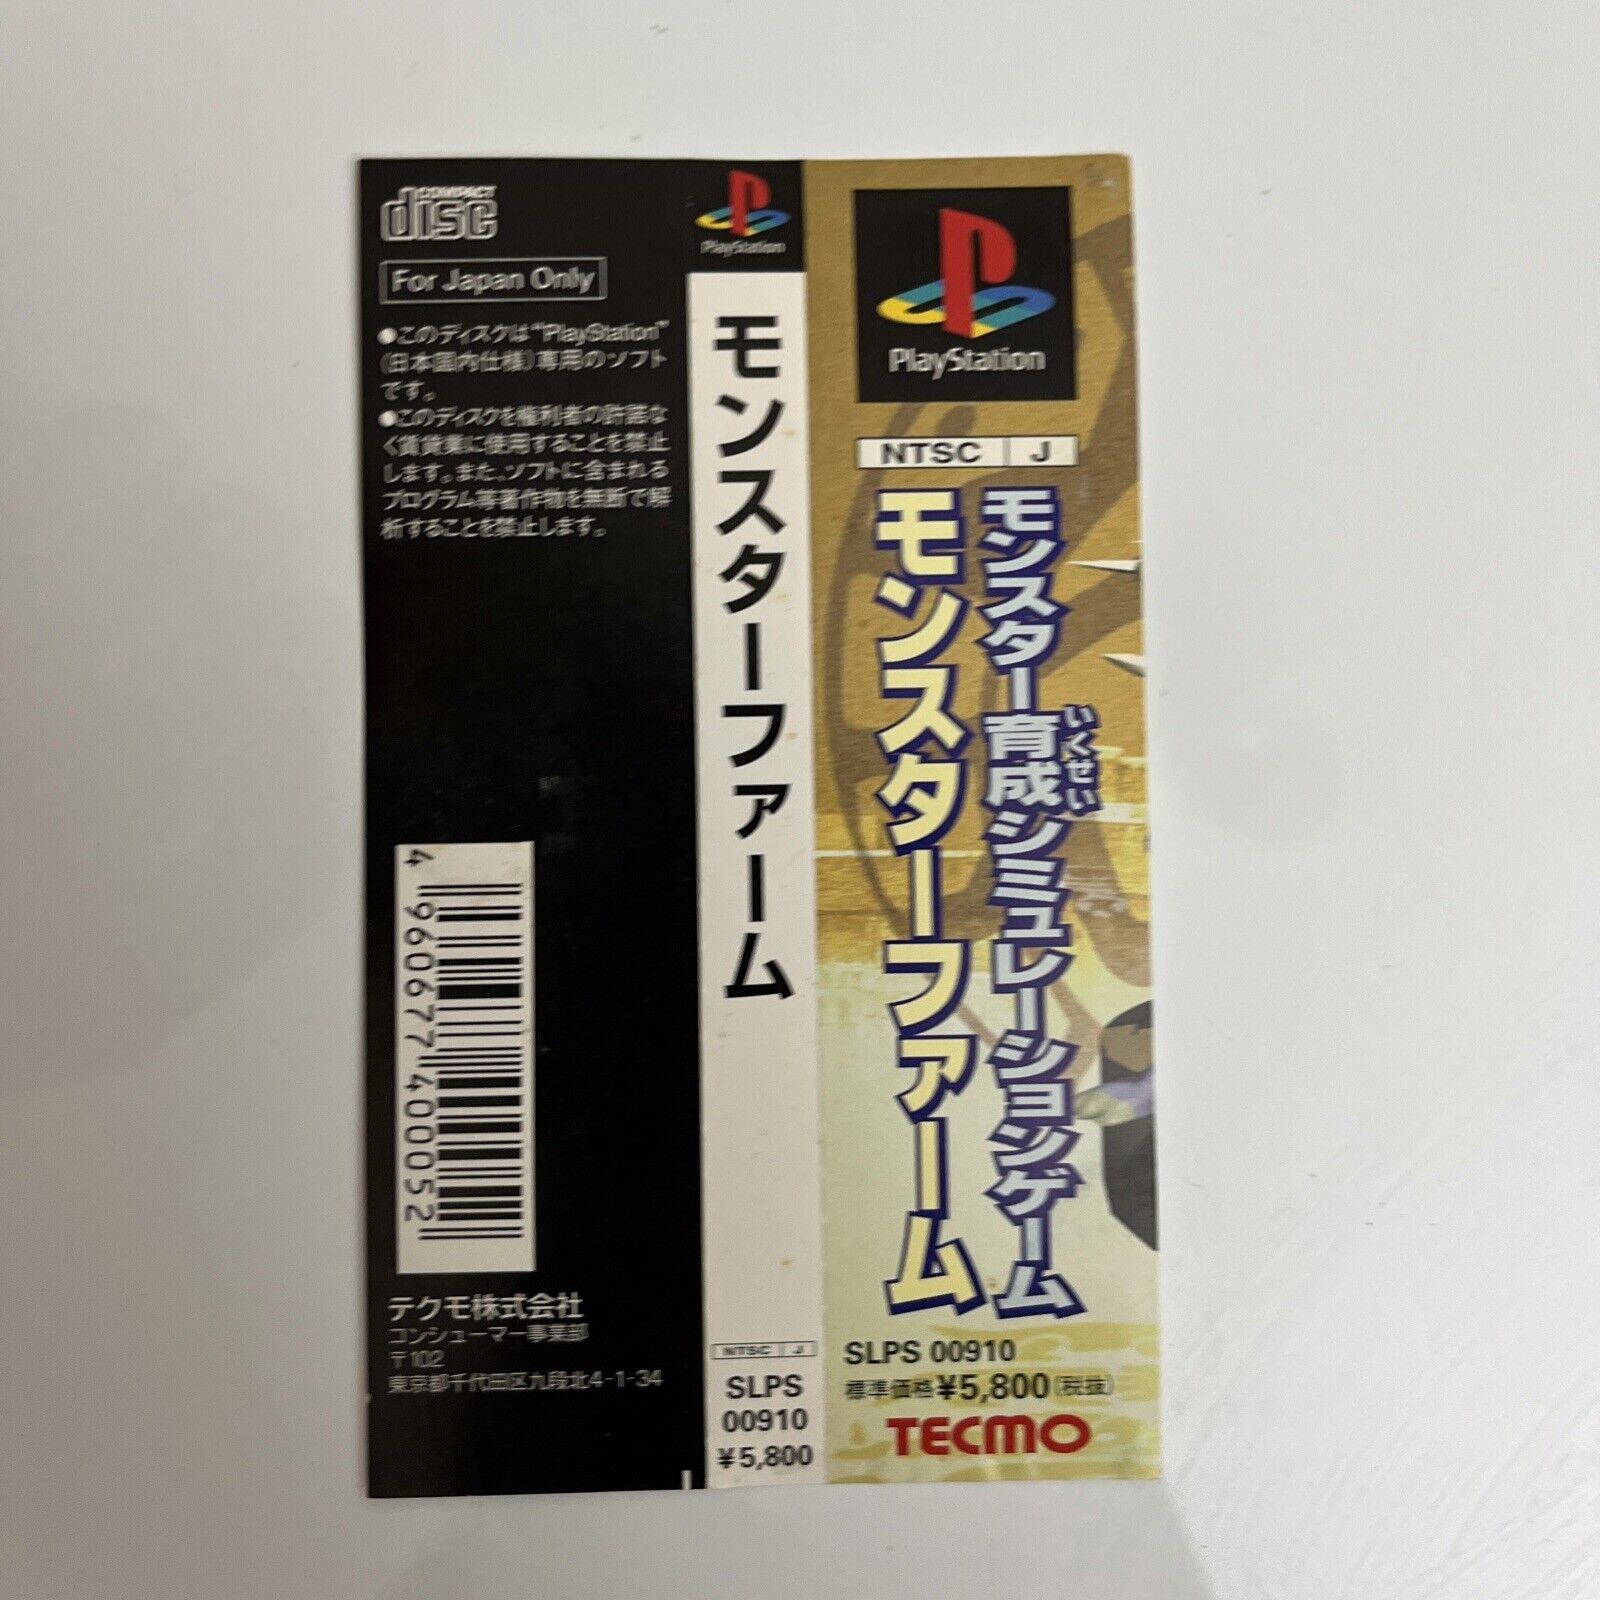 COMPACT
disc
For Japan Only
●このディスクは“PlayStation”
(日本国内仕様)専用のソフト
です。
●このディスクを権利者の許諾な
く賃貸業に使用することを禁止
します。また、ソフトに含まれる
プログラム等著作物を無断で解
析することを禁止します。
4 960677 400052
テクモ株式会社
コンシューマー事業部
〒102
東京都千代田区九段北4-1-34
PlayStation
モンスターファーム
NTSC J
SLPS
00910
¥5,800
PlayStation
NTSC J
モンスター育成シミュレーションゲーム
いくせい
モンスターファーム
SLPS 00910
標準価格¥5,800(税抜)
TECMO